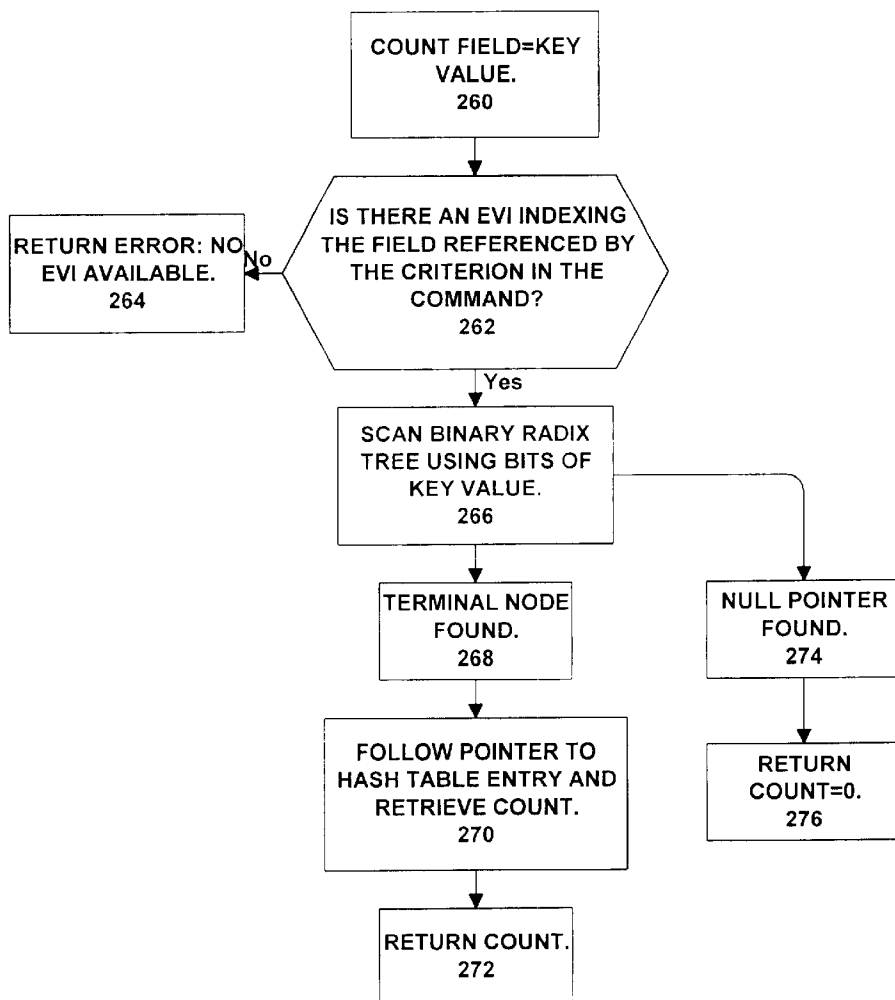 COUNT FIELD=KEY
VALUE.
260
IS THERE AN EVI INDEXING
THE FIELD REFERENCED BY
THE CRITERION IN THE
COMMAND?
262
No
RETURN ERROR: NO
EVI AVAILABLE.
264
Yes
SCAN BINARY RADIX
TREE USING BITS OF
KEY VALUE.
266
TERMINAL NODE
FOUND.
268
NULL POINTER
FOUND.
274
FOLLOW POINTER TO
HASH TABLE ENTRY AND
RETRIEVE COUNT.
270
RETURN
COUNT=0.
276
RETURN COUNT.
272